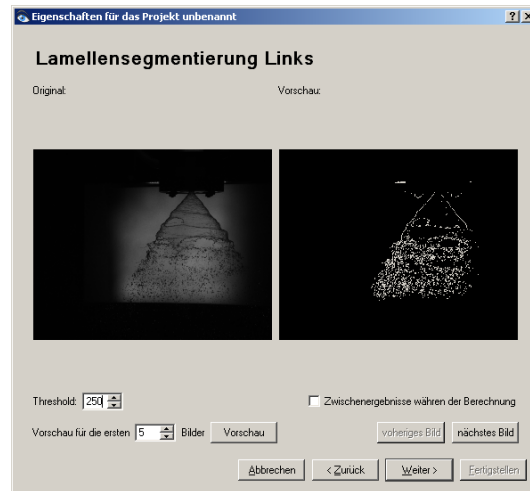 Eigenschaften für das Projekt unbenannt
Lamellensegmentierung Links
Original: Vorschau:
Threshold: 250 Zwischenergebnisse währen der Berechnung
Vorschau für die ersten 5 Bilder Vorschau voheriges Bild nächstes Bild
Abbrechen < Zurück Weiter > Fertigstellen